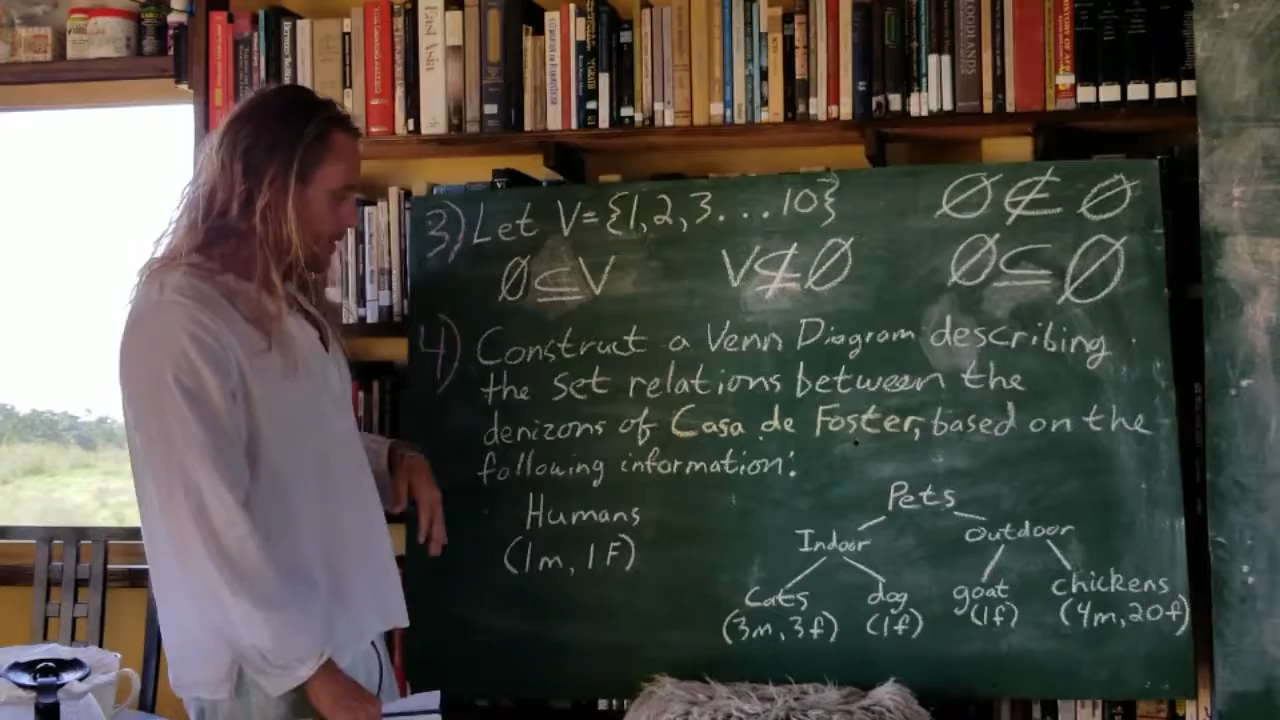 East Asia
3) Let V={1,2,3...10}
∅⊆V V⊈∅
∅⊄∅
∅⊆∅
4) Construct a Venn Diagram describing
the set relations between the
denizons of Casa de Foster, based on the
following information:
Humans
(1m, 1F)
Pets
Indoor Outdoor
Cats dog goat chickens
(3m,3f) (1f) (1f) (4m,20f)